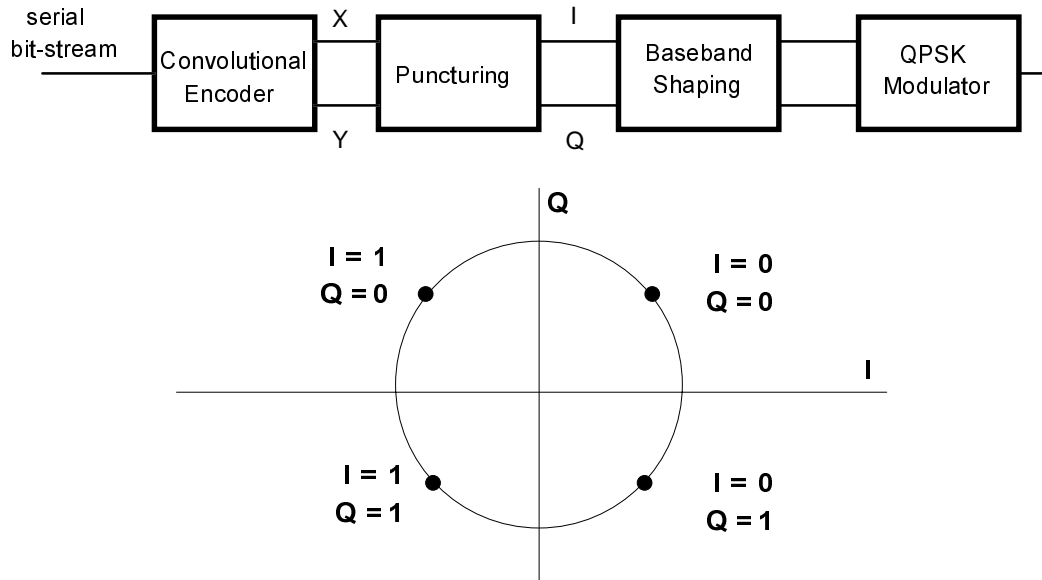 serial
bit-stream
Convolutional
Encoder
X
Y
Puncturing
I
Q
Baseband
Shaping
QPSK
Modulator
Q
I = 1
Q = 0
I = 0
Q = 0
I
I = 1
Q = 1
I = 0
Q = 1